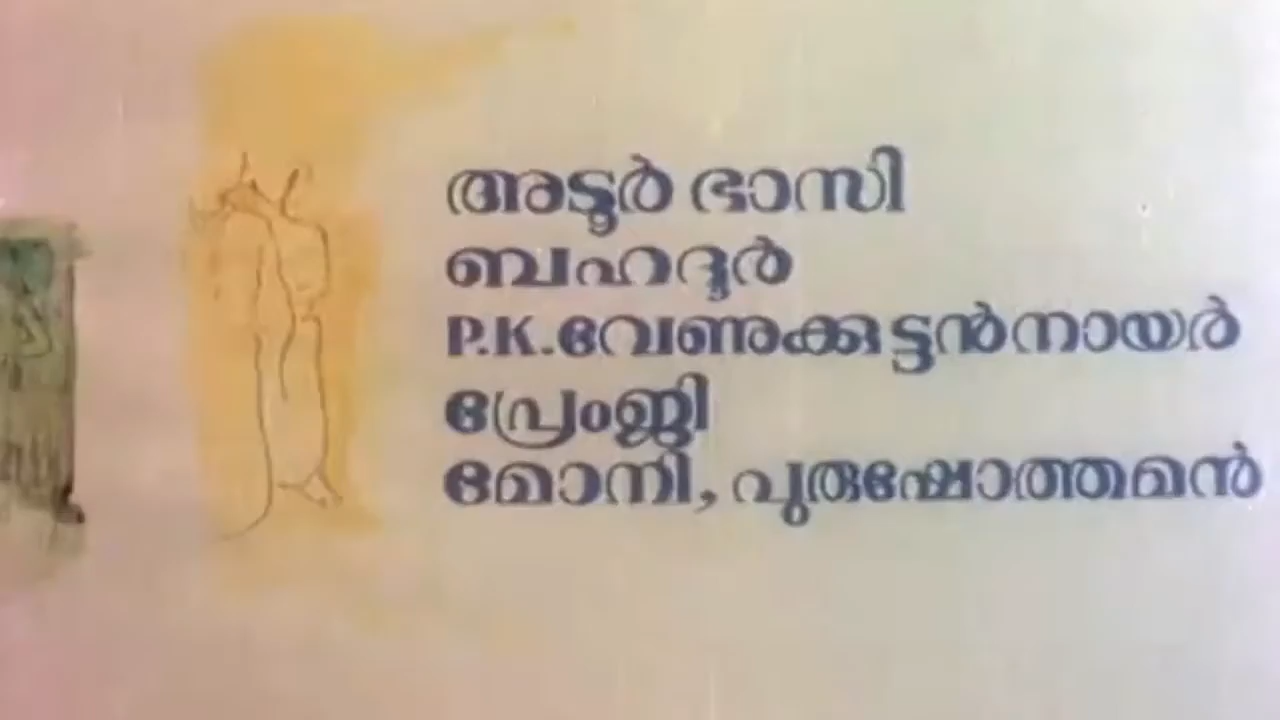 അടൂർ ഭാസി
ബഹദൂർ
P.K.വേണുക്കുട്ടൻനായർ
പ്രേംജി
മോനി, പുരുഷോത്തമൻ